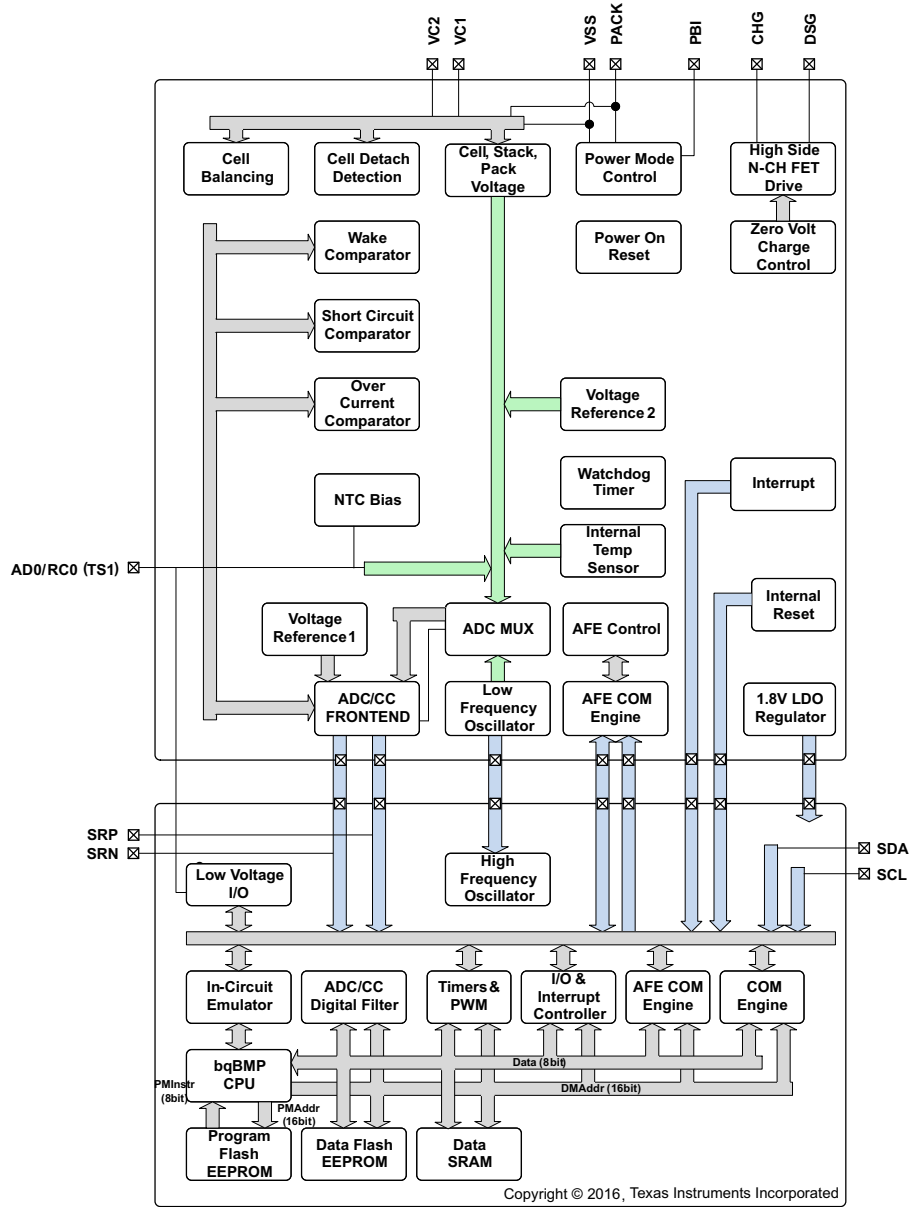 VC2
VC1
VSS
PACK
PBI
CHG
DSG
Cell
Balancing
Cell Detach
Detection
Cell, Stack,
Pack
Voltage
Power Mode
Control
High Side
N-CH FET
Drive
Wake
Comparator
Power On
Reset
Zero Volt
Charge
Control
Short Circuit
Comparator
Over
Current
Comparator
Voltage
Reference 2
NTC Bias
Watchdog
Timer
Interrupt
AD0/RC0 (TS1)
Internal
Temp
Sensor
Voltage
Reference 1
ADC MUX
AFE Control
Internal
Reset
ADC/CC
FRONTEND
Low
Frequency
Oscillator
AFE COM
Engine
1.8V LDO
Regulator
SRP
SRN
SDA
SCL
Low Voltage
I/O
High
Frequency
Oscillator
In-Circuit
Emulator
ADC/CC
Digital Filter
Timers &
PWM
I/O &
Interrupt
Controller
AFE COM
Engine
COM
Engine
bqBMP
CPU
Data (8bit)
PMInstr
(8bit)
DMAddr (16bit)
PMAddr
(16bit)
Program
Flash
EEPROM
Data Flash
EEPROM
Data
SRAM
Copyright © 2016, Texas Instruments Incorporated